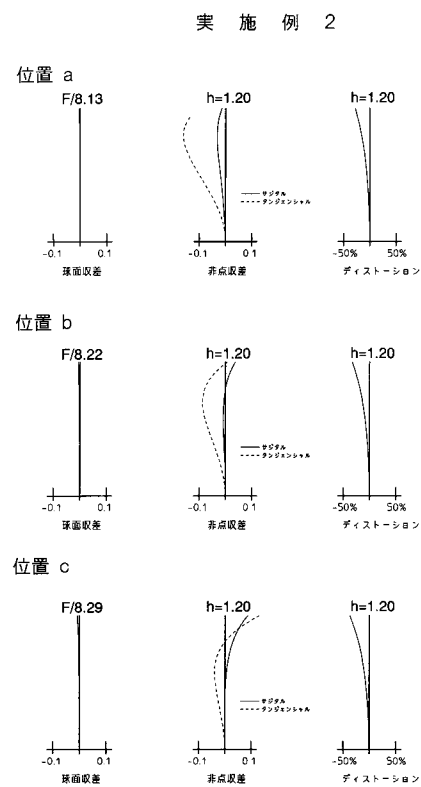 実 施 例 2
位置 a
F/8.13 h=1.20 h=1.20
サジタル
タンジェンシャル
-0.1 0.1 -0.1 0.1 -50% 50%
球面収差 非点収差 ディストーション
位置 b
F/8.22 h=1.20 h=1.20
サジタル
タンジェンシャル
-0.1 0.1 -0.1 0.1 -50% 50%
球面収差 非点収差 ディストーション
位置 c
F/8.29 h=1.20 h=1.20
サジタル
タンジェンシャル
-0.1 0.1 -0.1 0.1 -50% 50%
球面収差 非点収差 ディストーション